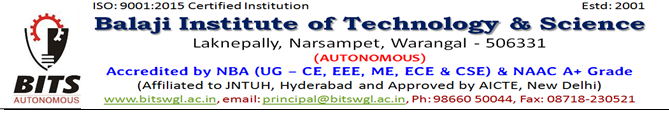 ISO: 9001:2015 Certified Institution Estd: 2001
Balaji Institute of Technology & Science
Laknepally, Narsampet, Warangal - 506331
(AUTONOMOUS)
Accredited by NBA (UG – CE, EEE, ME, ECE & CSE) & NAAC A+ Grade
(Affiliated to JNTUH, Hyderabad and Approved by AICTE, New Delhi)
www.bitswgl.ac.in, email: principal@bitswgl.ac.in, Ph: 98660 50044, Fax: 08718-230521
BITS
AUTONOMOUS